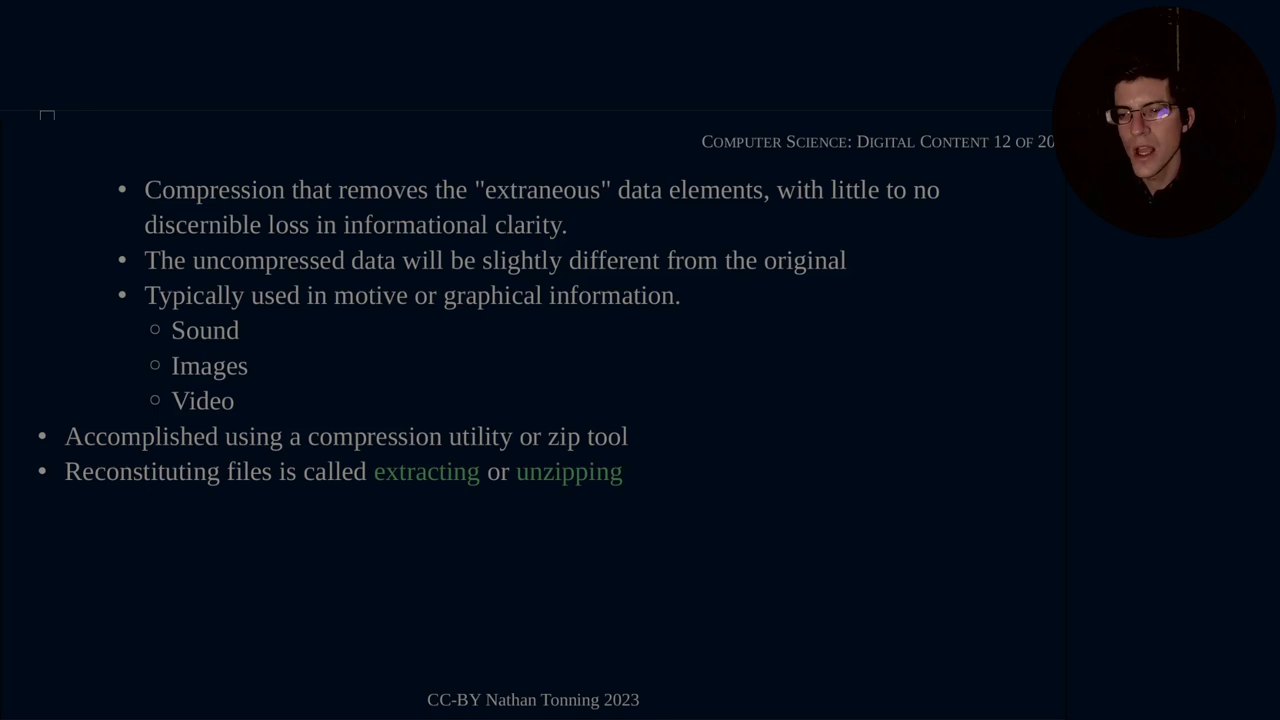 COMPUTER SCIENCE: DIGITAL CONTENT 12 OF 20
• Compression that removes the "extraneous" data elements, with little to no
discernible loss in informational clarity.
• The uncompressed data will be slightly different from the original
• Typically used in motive or graphical information.
○ Sound
○ Images
○ Video
• Accomplished using a compression utility or zip tool
• Reconstituting files is called extracting or unzipping
CC-BY Nathan Tonning 2023